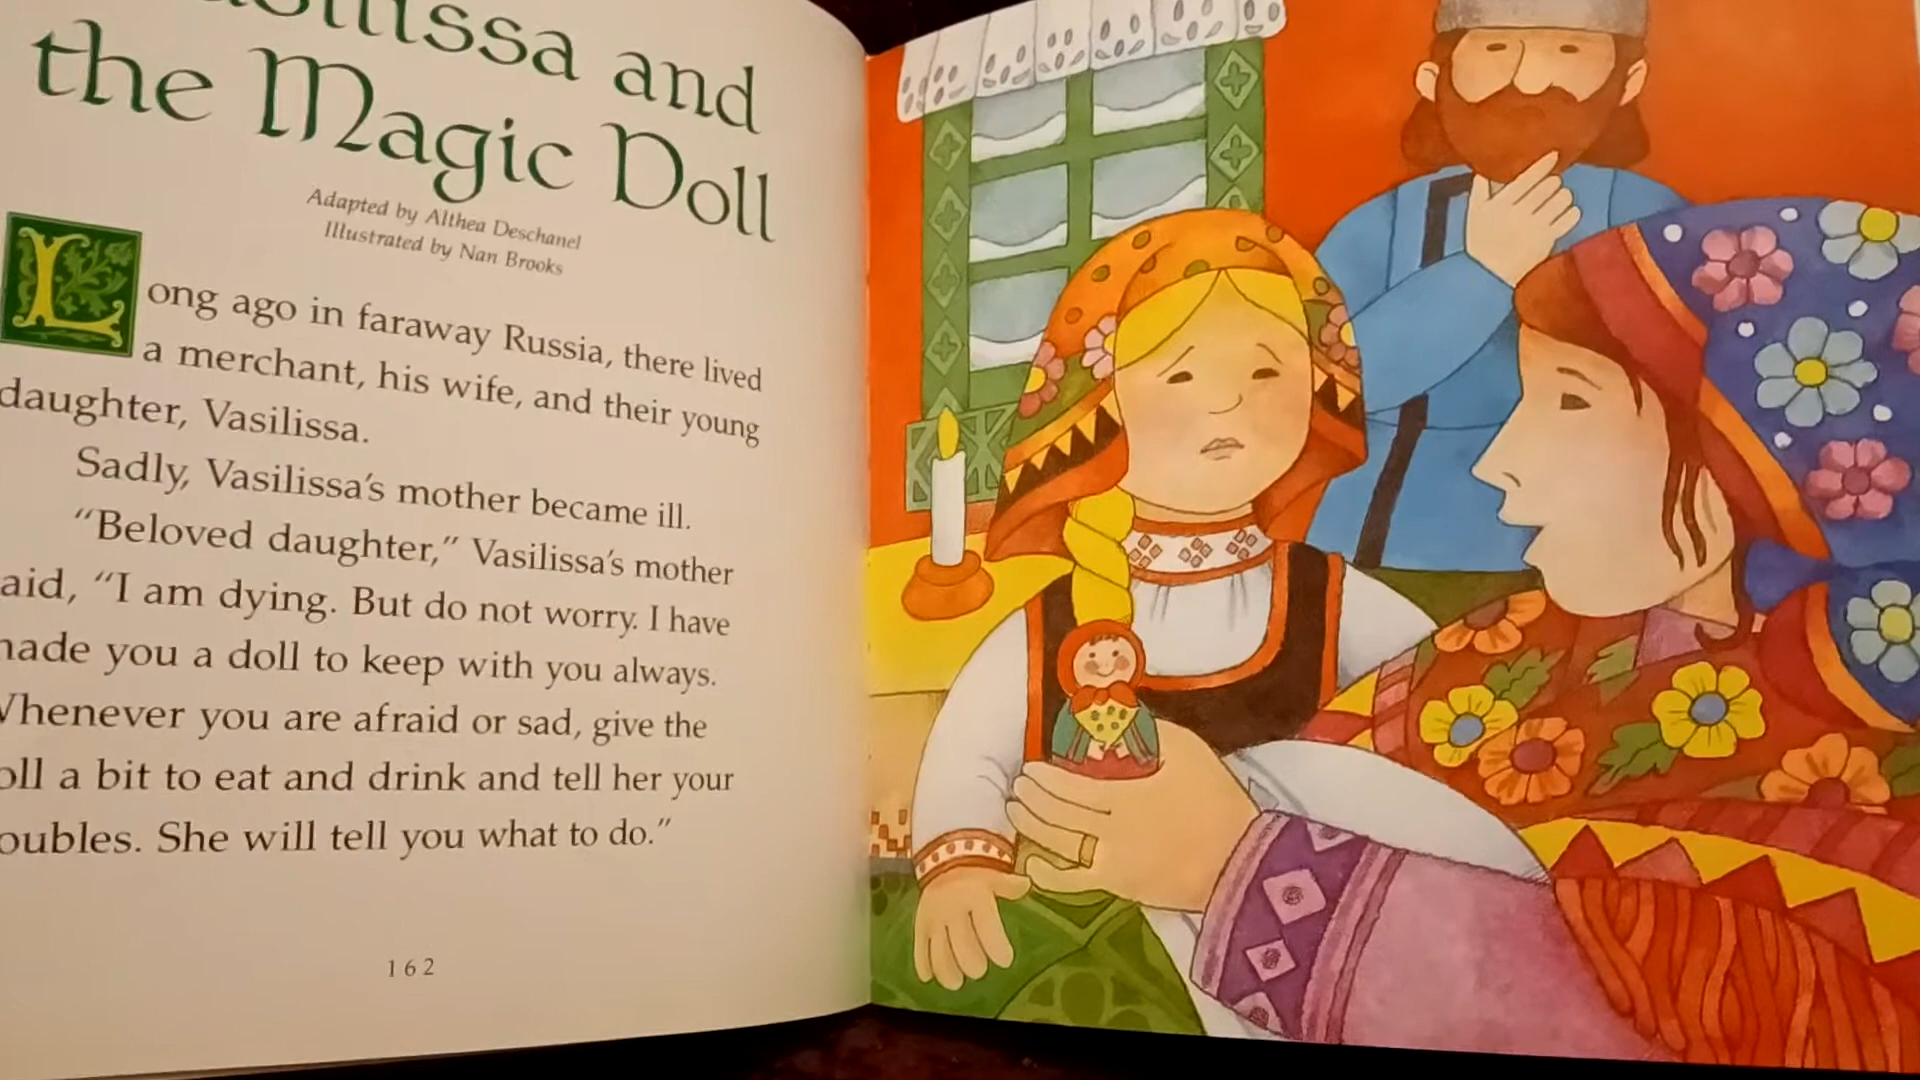 and
the Magic Doll
Adapted by Althea Deschanel
Illustrated by Nan Brooks
Long ago in faraway Russia, there lived
a merchant, his wife, and their young
daughter, Vasilissa.
Sadly, Vasilissa's mother became ill.
“Beloved daughter,” Vasilissa's mother
“I am dying. But do not worry. I have
you a doll to keep with you always.
Whenever you are afraid or sad, give the
a bit to eat and drink and tell her your
She will tell you what to do.”
162